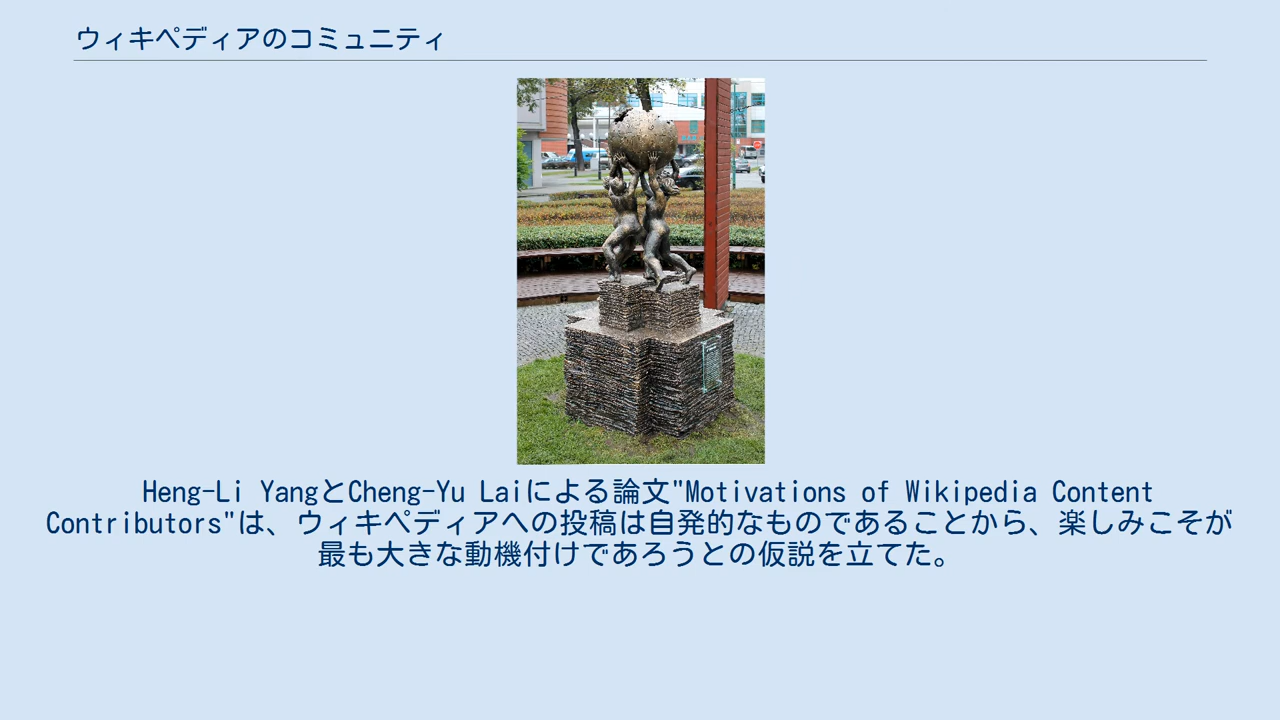 ウィキペディアのコミュニティ
Heng-Li YangとCheng-Yu Laiによる論文"Motivations of Wikipedia Content
Contributors"は、ウィキペディアへの投稿は自発的なものであることから、楽しみこそが
最も大きな動機付けであろうとの仮説を立てた。